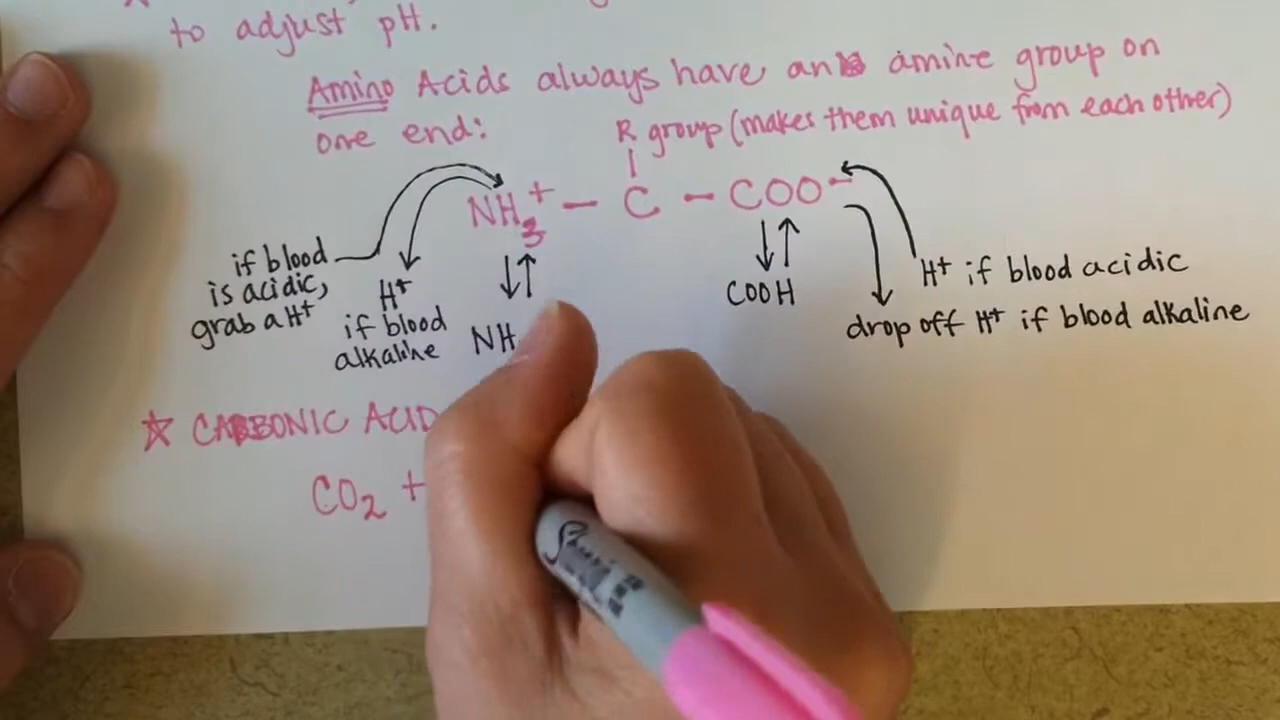 to adjust pH.
Amino Acids always have an amine group on
one end:
R group (makes them unique from each other)
NH3+ – C – COO-
if blood
is acidic,
grab a H+
H+
if blood
alkaline
NH
COOH
H+ if blood acidic
drop off H+ if blood alkaline
☆ CARBONIC ACID
CO2 +
Sharpie